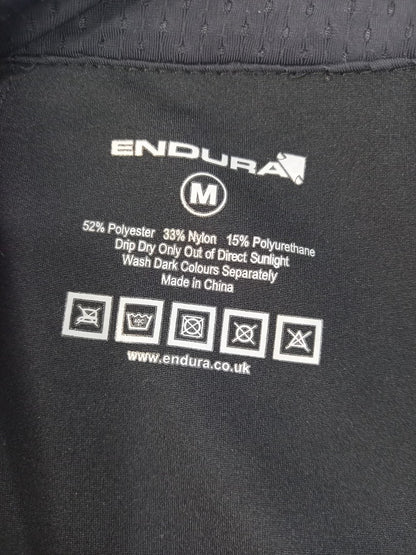 ENDURA
M
52% Polyester 33% Nylon 15% Polyurethane
Drip Dry Only Out of Direct Sunlight
Wash Dark Colours Separately
Made in China
40C
www.endura.co.uk